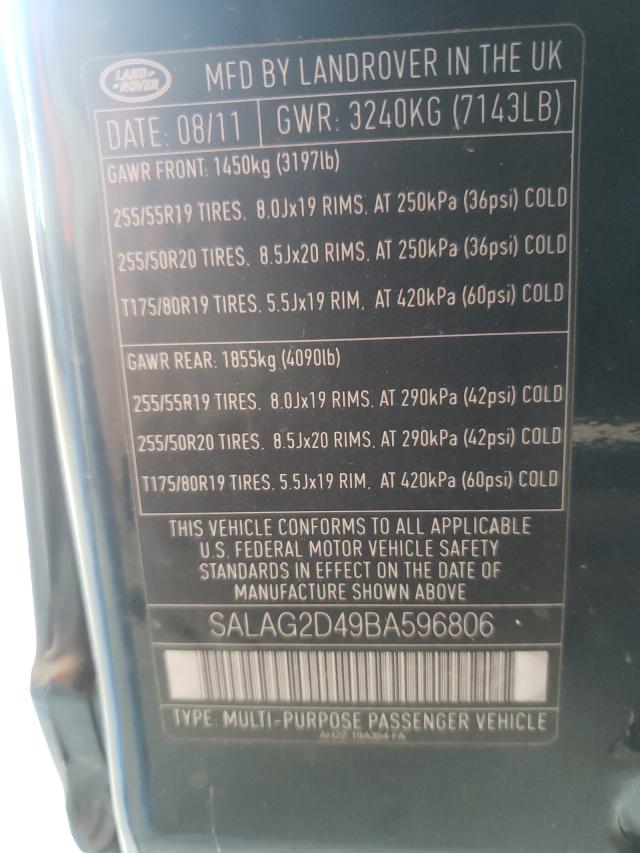 LAND ROVER
MFD BY LANDROVER IN THE UK
DATE: 08/11 GWR: 3240KG (7143LB)
GAWR FRONT: 1450kg (3197lb)
255/55R19 TIRES, 8.0Jx19 RIMS, AT 250kPa (36psi) COLD
255/50R20 TIRES, 8.5Jx20 RIMS, AT 250kPa (36psi) COLD
T175/80R19 TIRES. 5.5Jx19 RIM, AT 420kPa (60psi) COLD
GAWR REAR: 1855kg (4090lb)
255/55R19 TIRES, 8.0Jx19 RIMS, AT 290kPa (42psi) COLD
255/50R20 TIRES, 8.5Jx20 RIMS, AT 290kPa (42psi) COLD
T175/80R19 TIRES. 5.5Jx19 RIM, AT 420kPa (60psi) COLD
THIS VEHICLE CONFORMS TO ALL APPLICABLE
U.S. FEDERAL MOTOR VEHICLE SAFETY
STANDARDS IN EFFECT ON THE DATE OF
MANUFACTURE SHOWN ABOVE
SALAG2D49BA596806
TYPE: MULTI-PURPOSE PASSENGER VEHICLE
AH22-19A354-FA